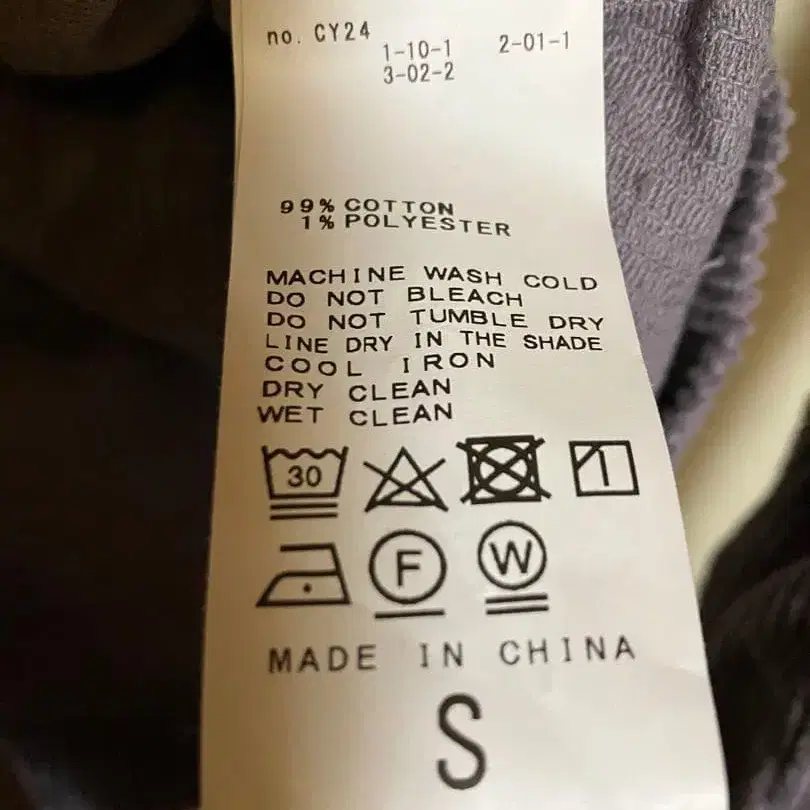 no. CY24
1-10-1 2-01-1
3-02-2
99% COTTON
1% POLYESTER
MACHINE WASH COLD
DO NOT BLEACH
DO NOT TUMBLE DRY
LINE DRY IN THE SHADE
COOL IRON
DRY CLEAN
WET CLEAN
30
F W
MADE IN CHINA
S